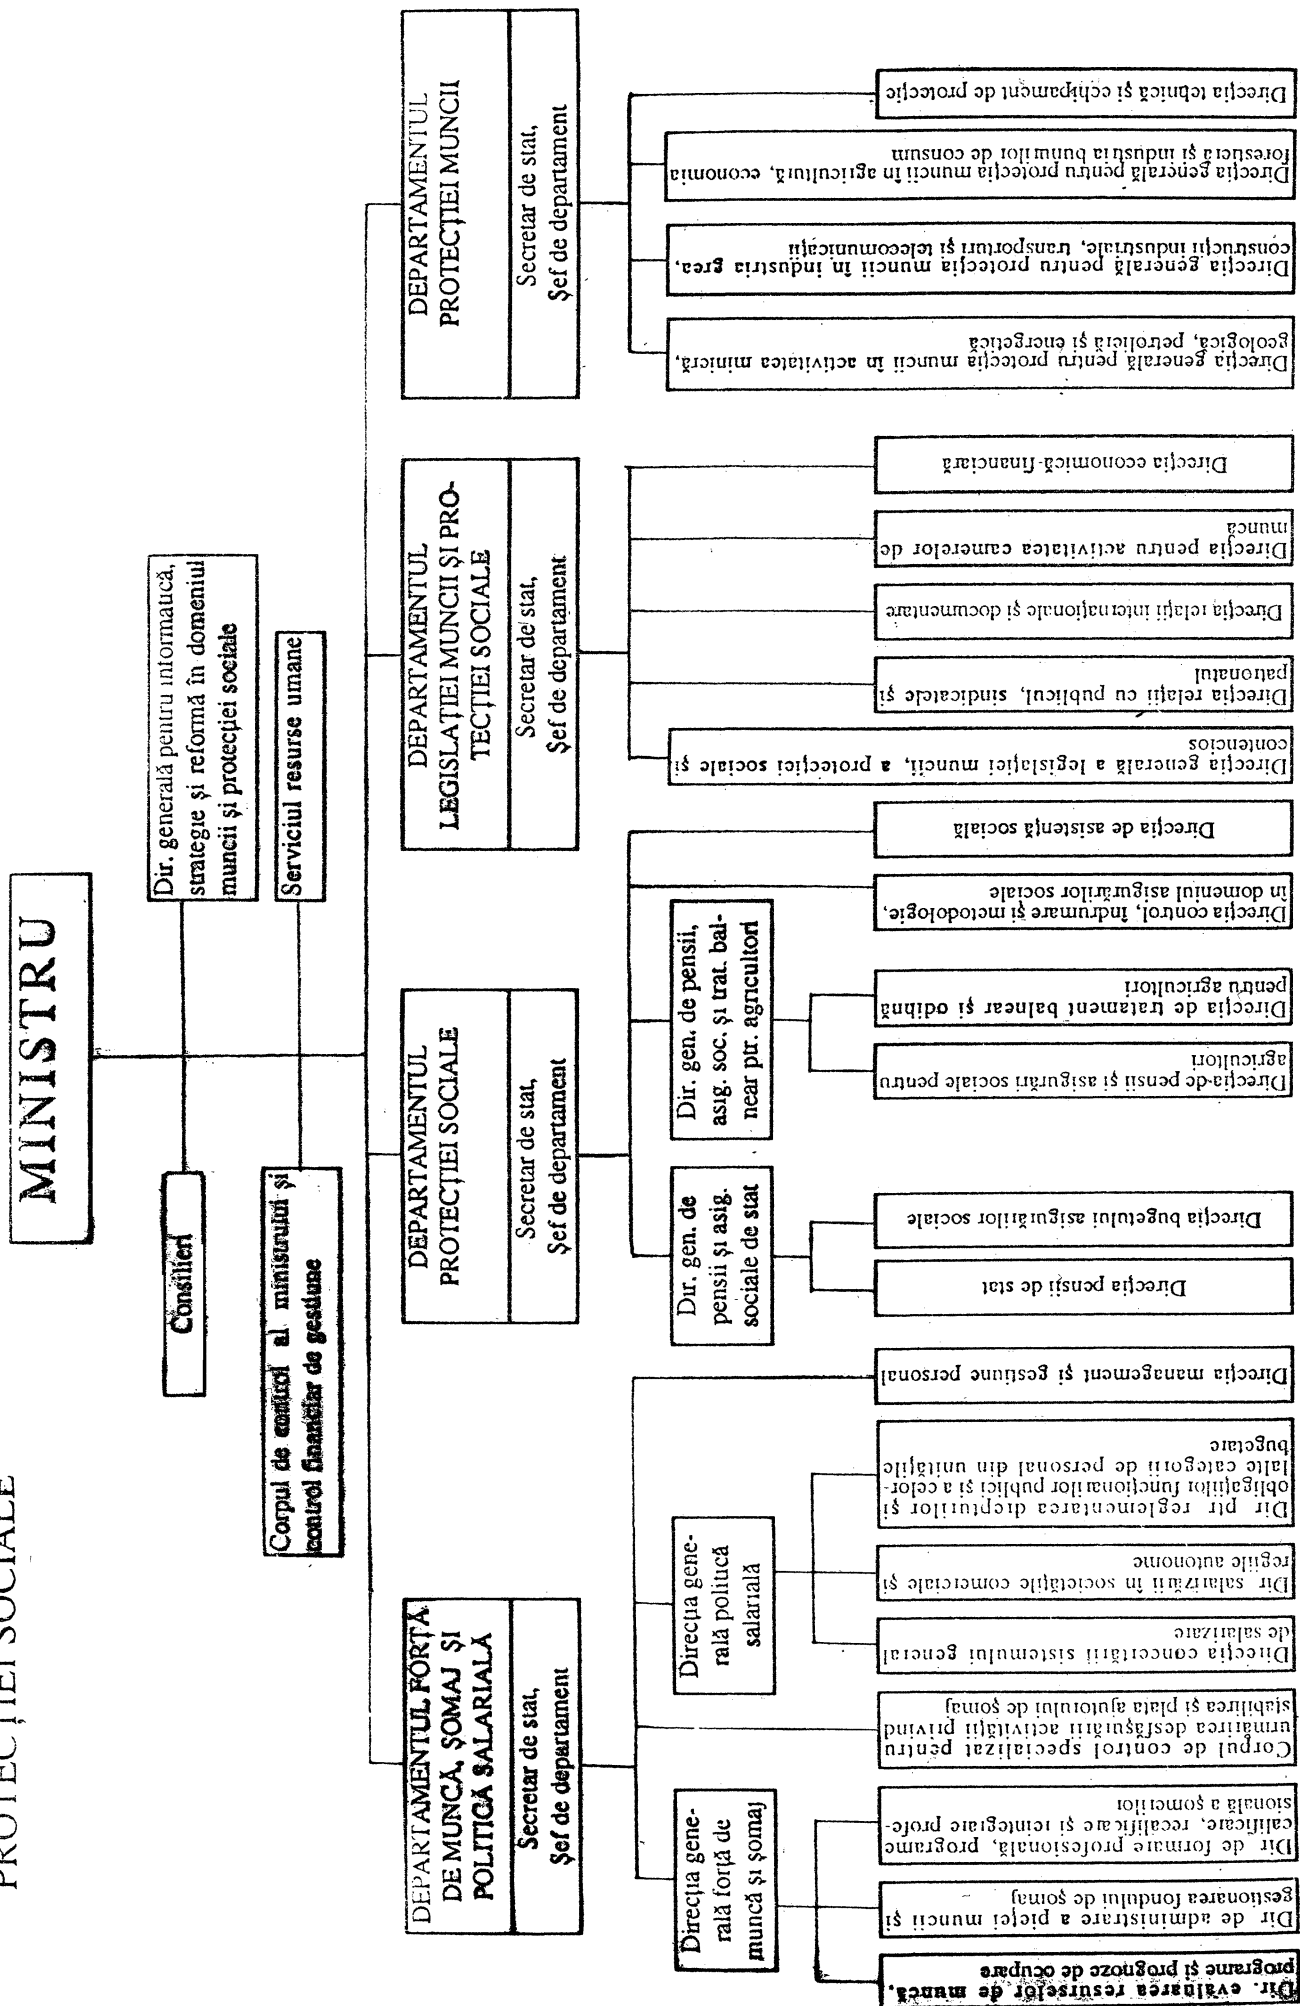 PROTECȚIEI SOCIALE
MINISTRU
Consilieri
Dir. generală pentru informatică,
strategie și reformă în domeniul
muncii și protecției sociale
Corpul de control al ministrului și
control financiar de gestiune
Serviciul resurse umane
DEPARTAMENTUL FORȚĂ
DE MUNCĂ, ȘOMAJ ȘI
POLITICĂ SALARIALĂ
Secretar de stat,
Șef de departament
DEPARTAMENTUL
PROTECȚIEI SOCIALE
Secretar de stat,
Șef de departament
DEPARTAMENTUL
LEGISLAȚIEI MUNCII ȘI PRO-
TECȚIEI SOCIALE
Secretar de stat,
Șef de departament
DEPARTAMENTUL
PROTECȚIEI MUNCII
Secretar de stat,
Șef de departament
Direcția gene-
rală forță de
muncă și șomaj
Direcția gene-
rală politică
salarială
Dir. gen. de
pensii și asig.
sociale de stat
Dir. gen. de pensii,
asig. soc. și trat. bal-
near ptr. agricultori
Dir. evaluarea resurselor de muncă,
programe și prognoze de ocupare
Dir de administrare a pieței muncii și
gestionarea fondului de șomaj
Dir de formare profesională, programe
calificare, recalificare și reintegrare profe-
sională a șomerilor
Corpul de control specializat pentru
urmărirea desfășurării activității privind
stabilirea și plata ajutorului de șomaj
Direcția concertării sistemului general
de salarizare
Dir salarizării în societățile comerciale și
regiile autonome
Dir ptr reglementarea drepturilor și
obligațiilor funcționarilor publici și a celor-
lalte categorii de personal din unitățile
bugetare
Direcția management și gestiune personal
Direcția pensii de stat
Direcția bugetului asigurărilor sociale
Direcția de pensii și asigurări sociale pentru
agricultori
Direcția de tratament balnear și odihnă
pentru agricultori
Direcția control, îndrumare și metodologie,
în domeniul asigurărilor sociale
Direcția de asistență socială
Direcția generală a legislației muncii, a protecției sociale și
contencios
Direcția relații cu publicul, sindicatele și
patronatul
Direcția relații internaționale și documentare
Direcția pentru activitatea camerelor de
muncă
Direcția economică-financiară
Direcția generală pentru protecția muncii în activitatea minieră,
geologică, petrolieră și energetică
Direcția generală pentru protecția muncii în industria grea,
construcții industriale, transporturi și telecomunicații
Direcția generală pentru protecția muncii în agricultură, economia
forestieră și industria bunurilor de consum
Direcția tehnică și echipament de protecție